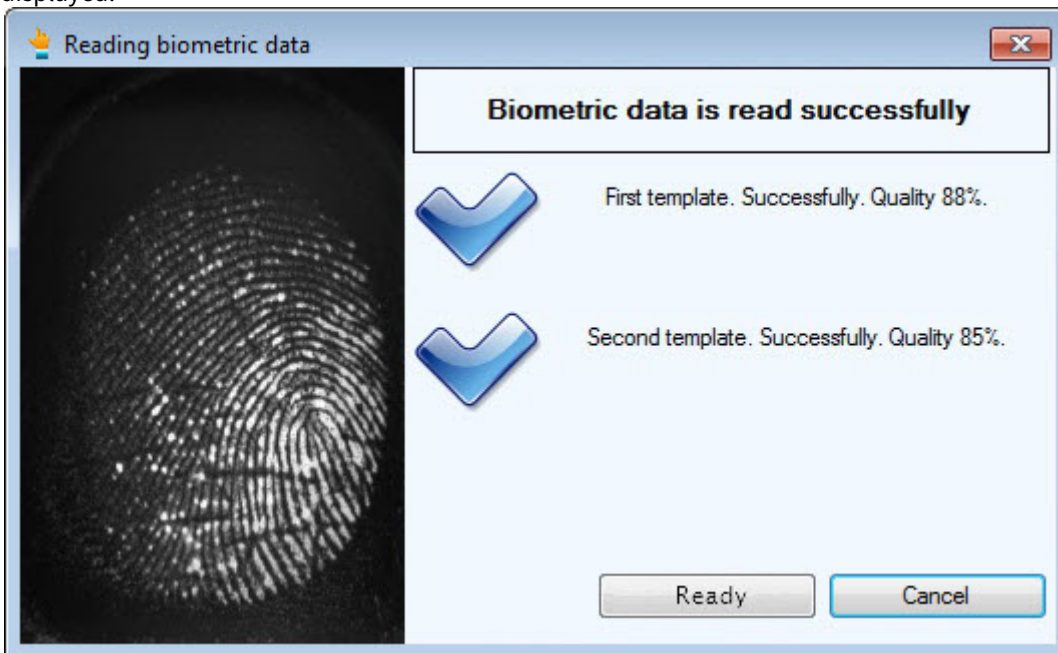 displayed.
Reading biometric data
Biometric data is read successfully
First template. Successfully. Quality 88%.
Second template. Successfully. Quality 85%.
Ready
Cancel